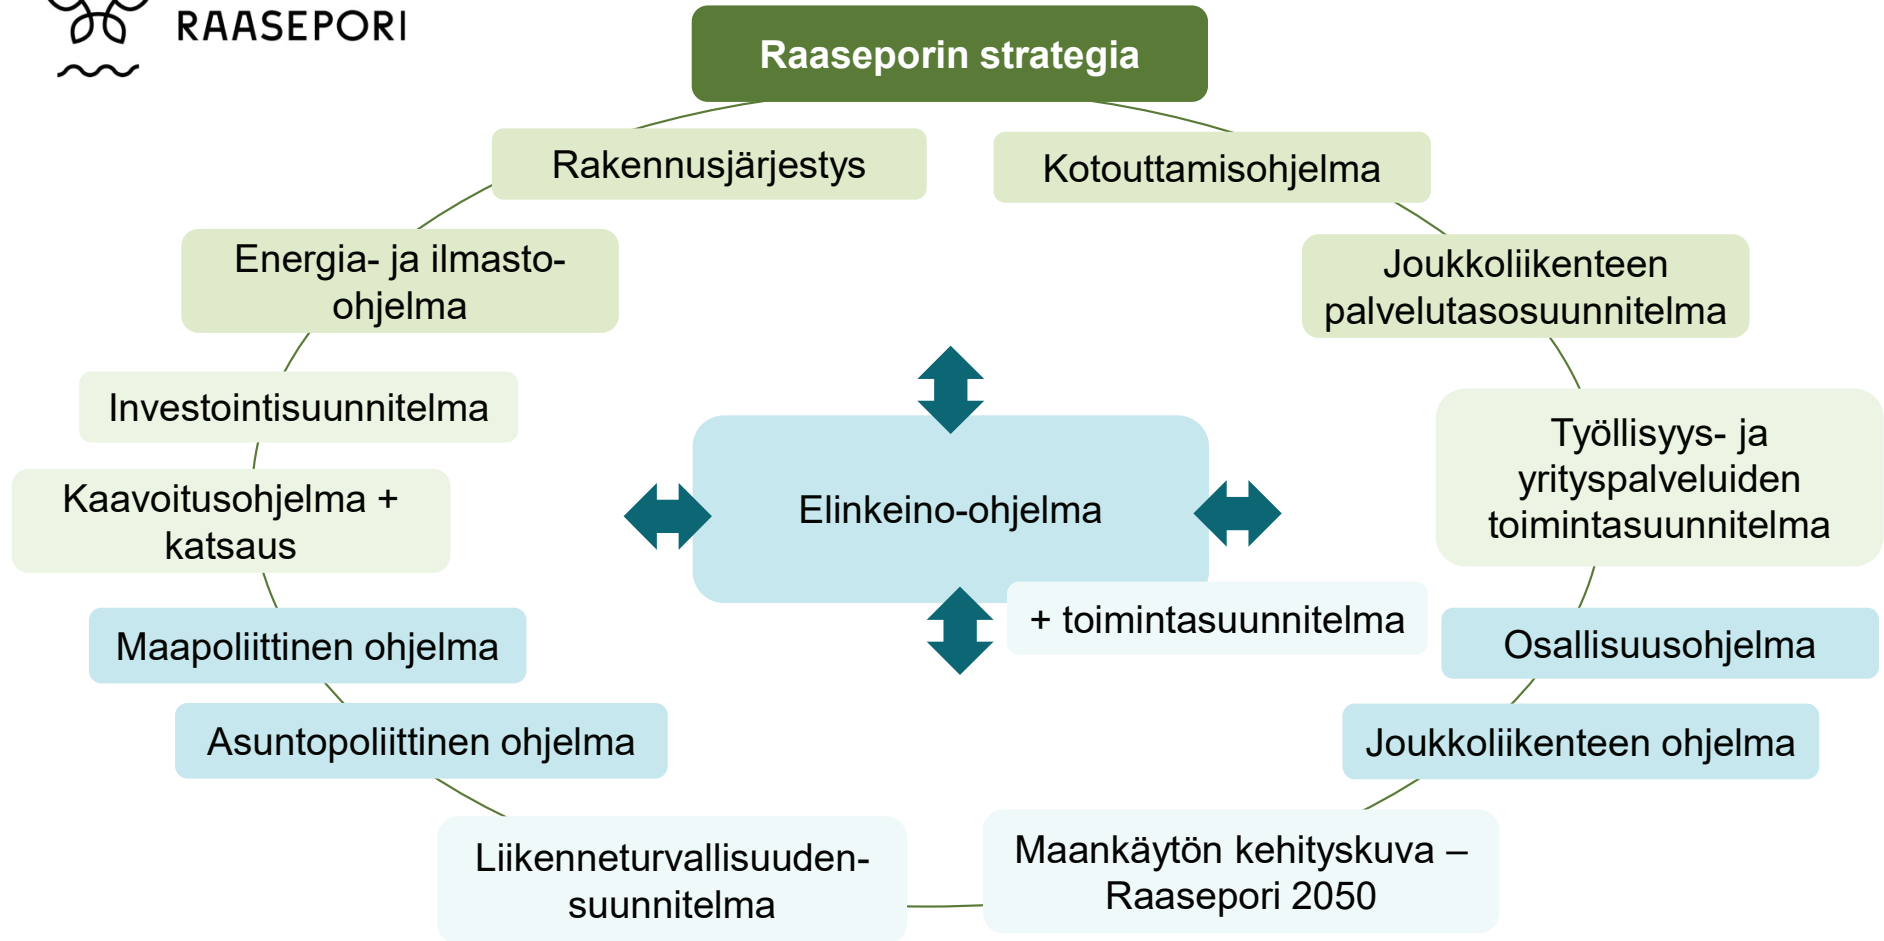 RAASEPORI
Raaseporin strategia
Rakennusjärjestys
Kotouttamisohjelma
Energia- ja ilmasto-
ohjelma
Joukkoliikenteen
palvelutasosuunnitelma
Investointisuunnitelma
Kaavoitusohjelma +
katsaus
Elinkeino-ohjelma
+ toimintasuunnitelma
Työllisyys- ja
yrityspalveluiden
toimintasuunnitelma
Maapoliittinen ohjelma
Osallisuusohjelma
Asuntopoliittinen ohjelma
Joukkoliikenteen ohjelma
Liikenneturvallisuuden-
suunnitelma
Maankäytön kehityskuva –
Raasepori 2050